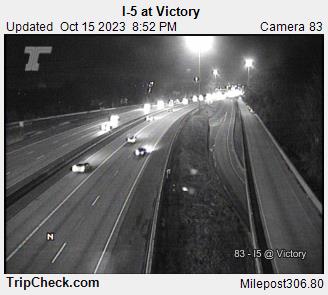 I-5 at Victory
Updated Oct 15 2023 8:52 PM Camera 83
T
N
83 - I5 @ Victory
TripCheck.com Milepost306.80